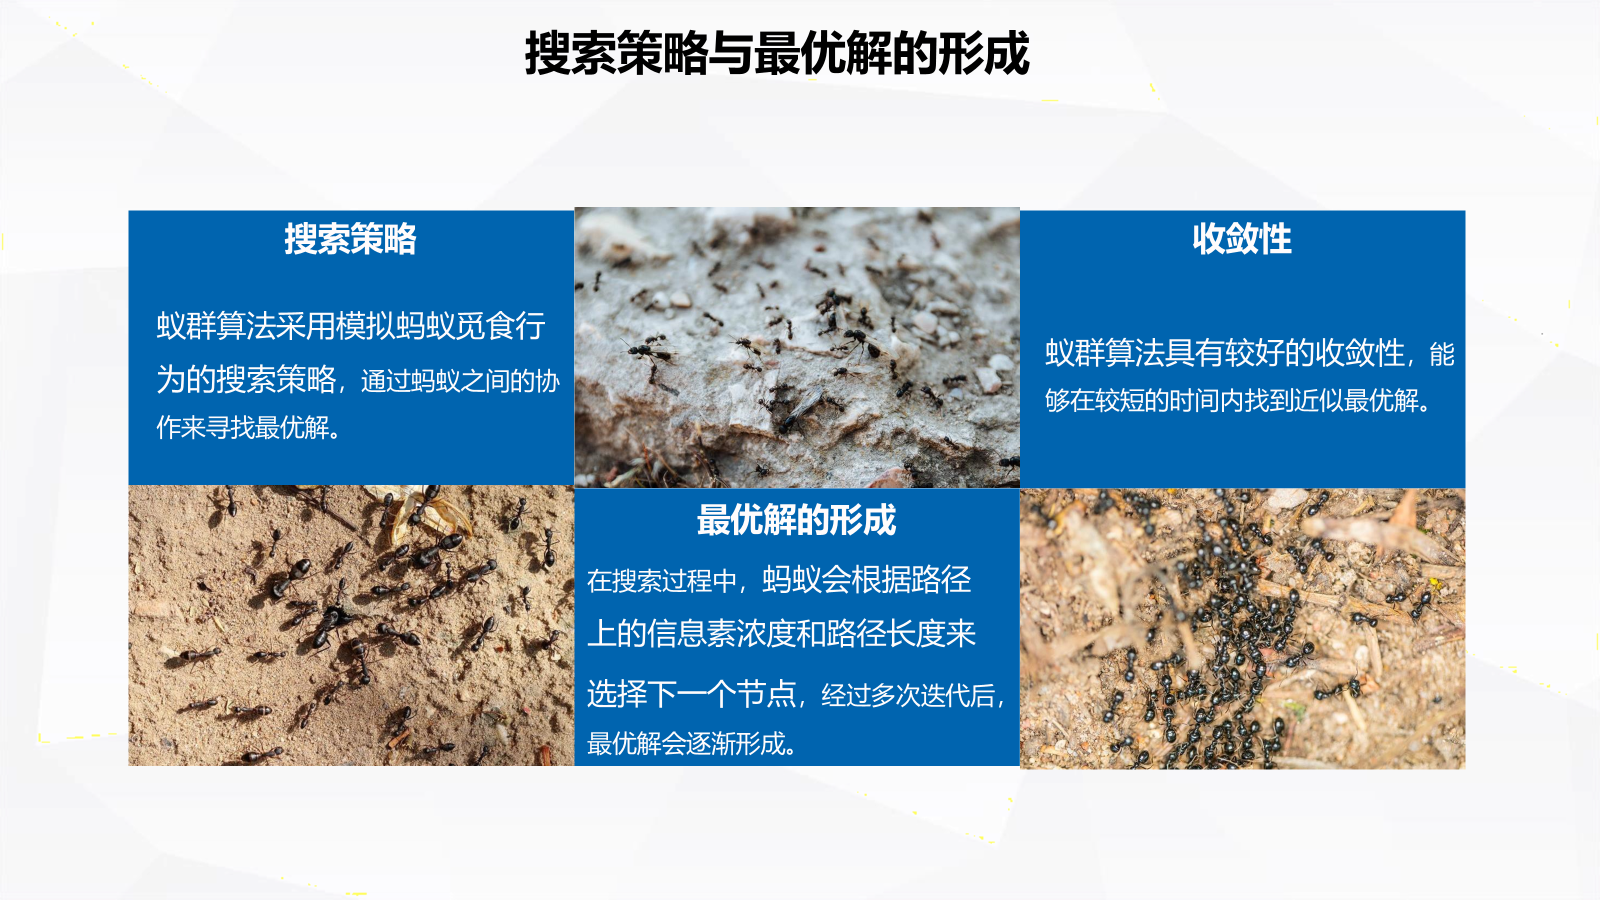 搜索策略与最优解的形成
搜索策略
蚁群算法采用模拟蚂蚁觅食行
为的搜索策略，通过蚂蚁之间的协
作来寻找最优解。
收敛性
蚁群算法具有较好的收敛性，能
够在较短的时间内找到近似最优解。
最优解的形成
在搜索过程中，蚂蚁会根据路径
上的信息素浓度和路径长度来
选择下一个节点，经过多次迭代后，
最优解会逐渐形成。